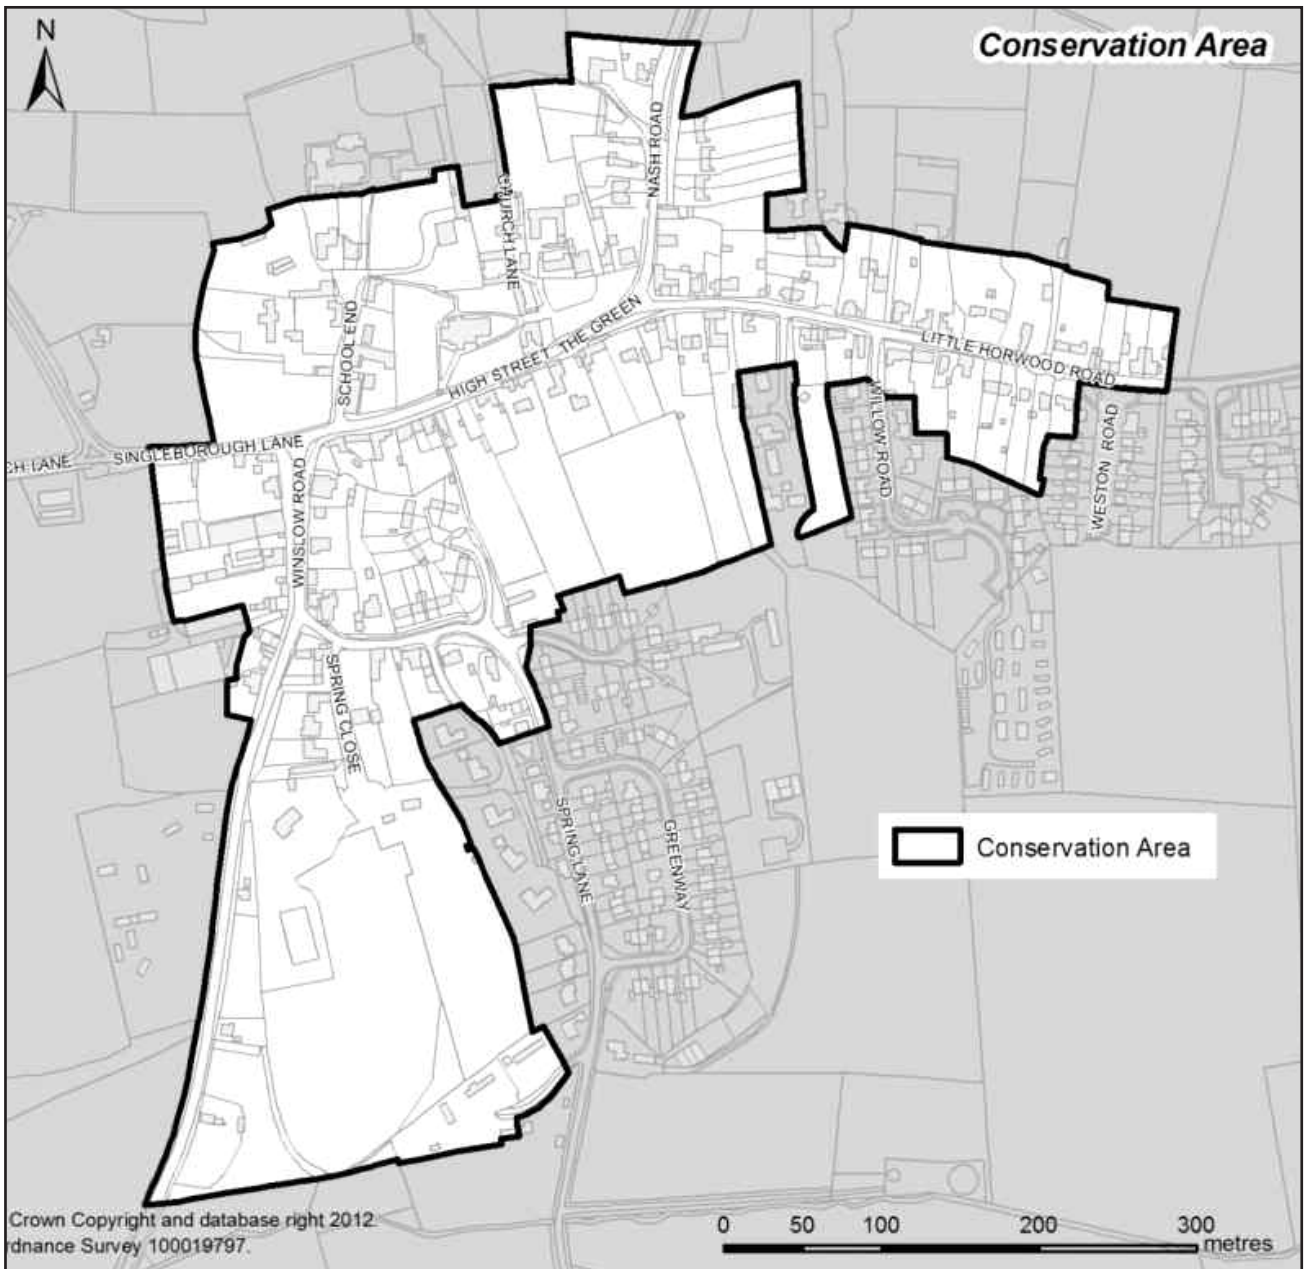 N
Conservation Area
NASH ROAD
CHURCH LANE
SCHOOL END
HIGH STREET
THE GREEN
LITTLE HORWOOD ROAD
CH LANE
SINGLEBOROUGH LANE
WINSLOW ROAD
WILLOW ROAD
WESTON ROAD
SPRING CLOSE
SPRING LANE
GREENWAY
Conservation Area
Crown Copyright and database right 2012.
rdnance Survey 100019797.
0 50 100 200 300
metres